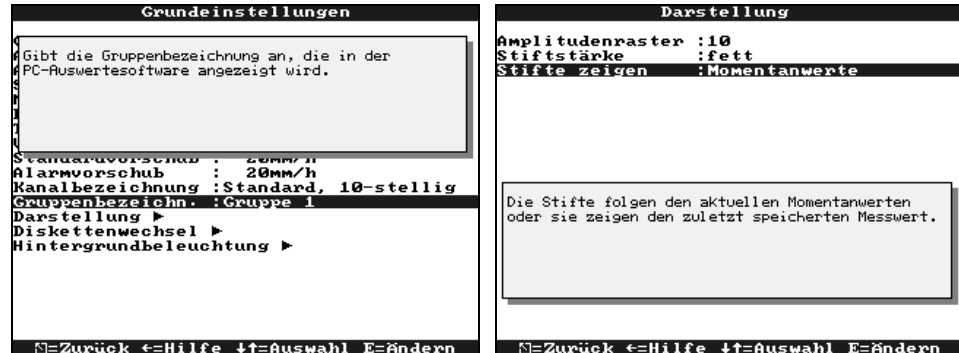 Grundeinstellungen
Gibt die Gruppenbezeichnung an, die in der
PC-Auswertesoftware angezeigt wird.
Standardvorschub : 20mm/h
Alarmvorschub : 20mm/h
Kanalbezeichnung :Standard, 10-stellig
Gruppenbezeichn. :Gruppe 1
Darstellung ►
Diskettenwechsel ►
Hintergrundbeleuchtung ►
=Zurück ←=Hilfe ↓↑=Auswahl E=Ändern
Darstellung
Amplitudenraster :10
Stiftstärke :fett
Stifte zeigen :Momentanwerte
Die Stifte folgen den aktuellen Momentanwerten
oder sie zeigen den zuletzt speicherten Messwert.
=Zurück ←=Hilfe ↓↑=Auswahl E=Ändern